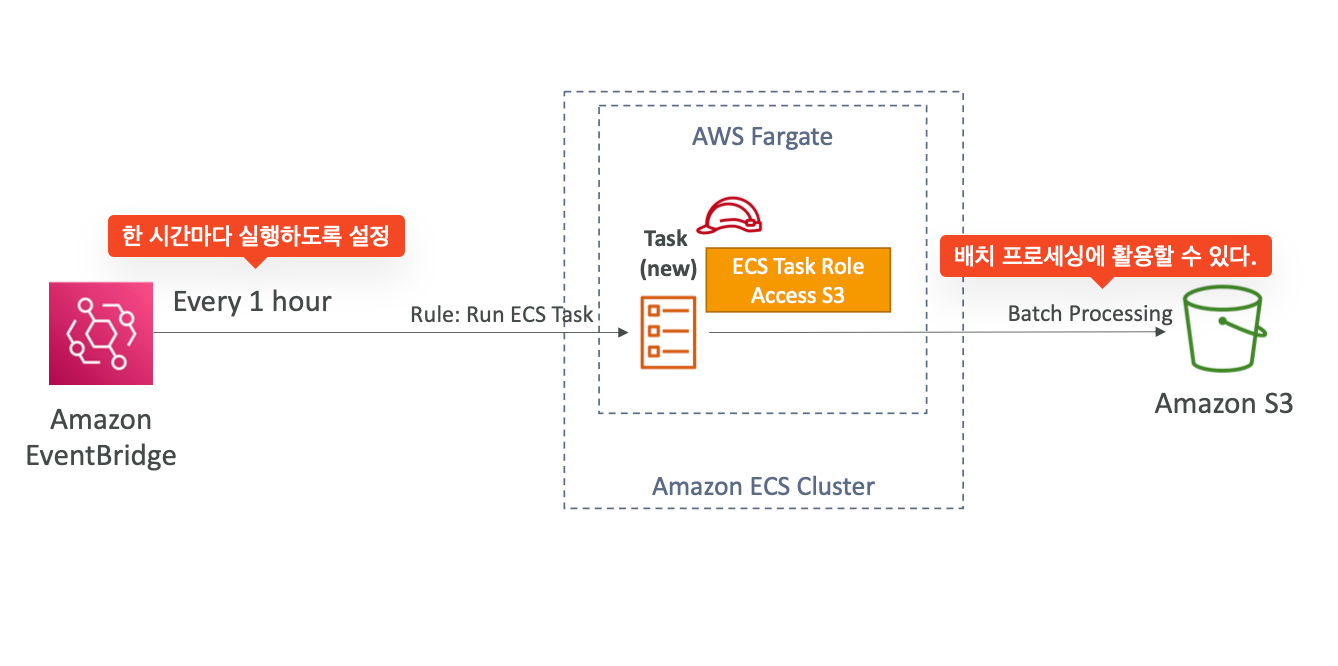 AWS Fargate
한 시간마다 실행하도록 설정
Every 1 hour
Amazon
EventBridge
Rule: Run ECS Task
Task
(new)
ECS Task Role
Access S3
배치 프로세싱에 활용할 수 있다.
Batch Processing
Amazon S3
Amazon ECS Cluster